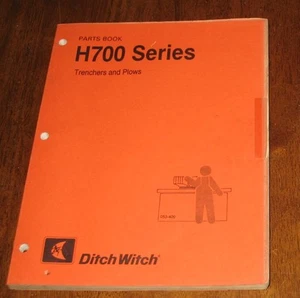 PARTS BOOK
H700 Series
Trenchers and Plows
Ditch Witch®